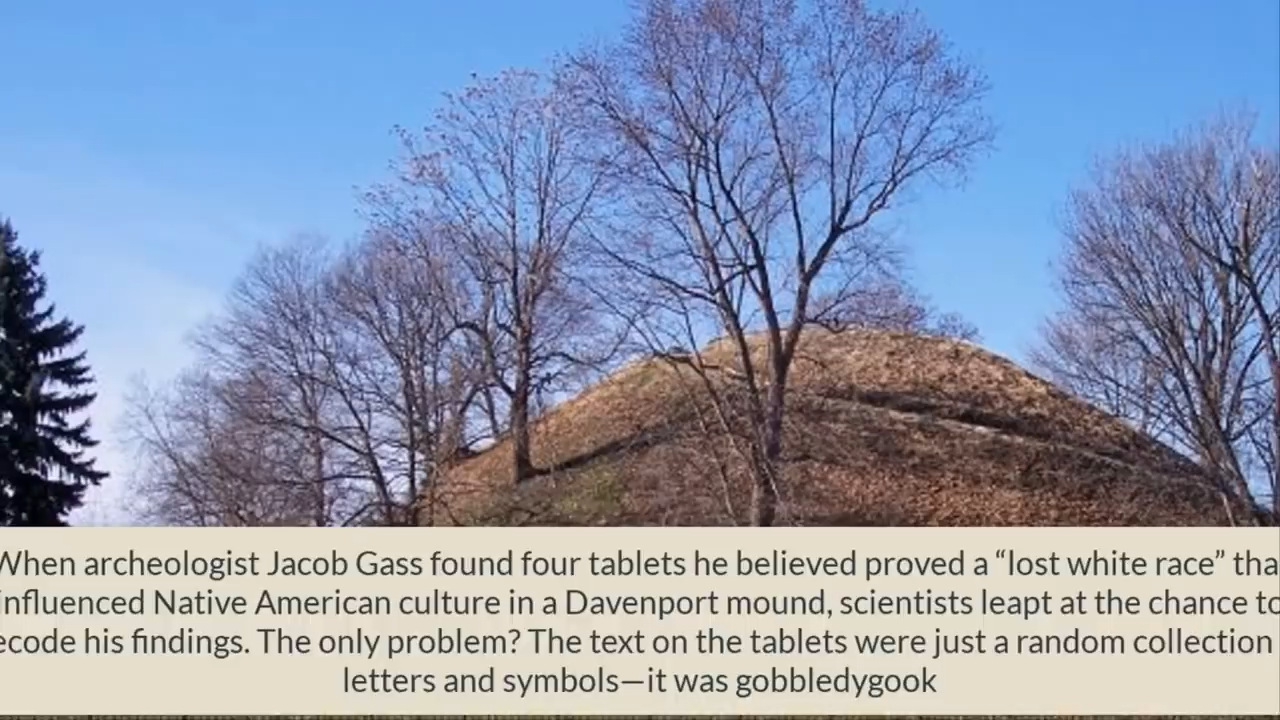 When archeologist Jacob Gass found four tablets he believed proved a “lost white race” tha
influenced Native American culture in a Davenport mound, scientists leapt at the chance to
ecode his findings. The only problem? The text on the tablets were just a random collection
letters and symbols—it was gobbledygook